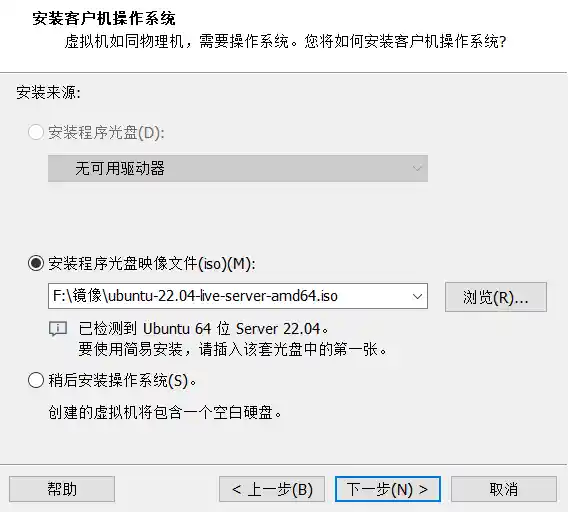 安装客户机操作系统
虚拟机如同物理机，需要操作系统。您将如何安装客户机操作系统?
安装来源:
安装程序光盘(D):
无可用驱动器
安装程序光盘映像文件(iso)(M):
F:\镜像\ubuntu-22.04-live-server-amd64.iso
浏览(R)...
已检测到 Ubuntu 64 位 Server 22.04。
要使用简易安装，请插入该套光盘中的第一张。
稍后安装操作系统(S)。
创建的虚拟机将包含一个空白硬盘。
帮助
< 上一步(B)
下一步(N) >
取消